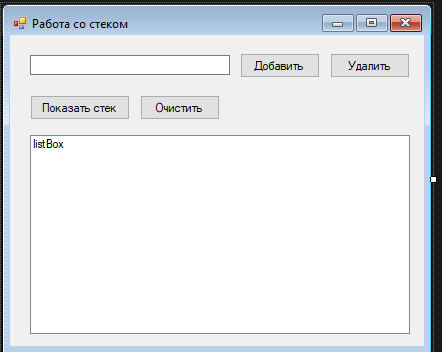 Работа со стеком
Добавить Удалить
Показать стек Очистить
listBox